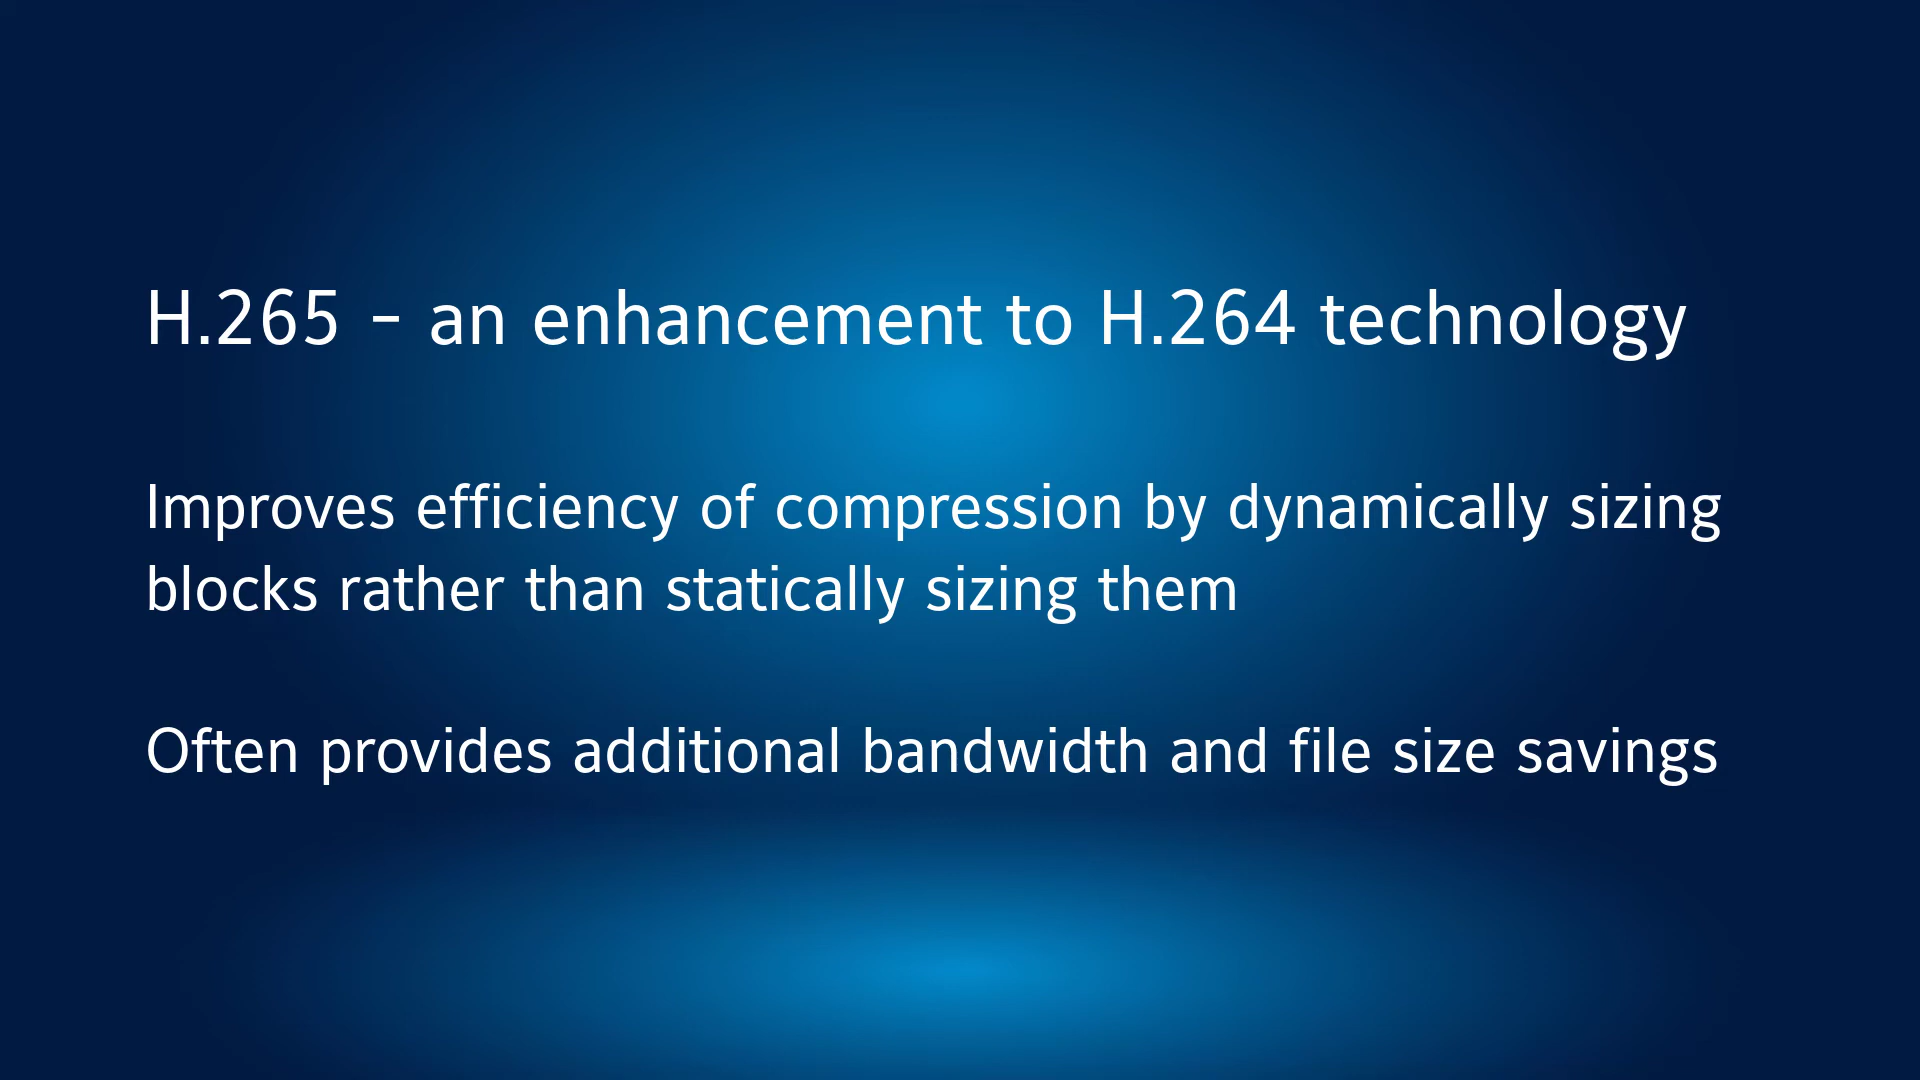 H.265 - an enhancement to H.264 technology
Improves efficiency of compression by dynamically sizing
blocks rather than statically sizing them
Often provides additional bandwidth and file size savings